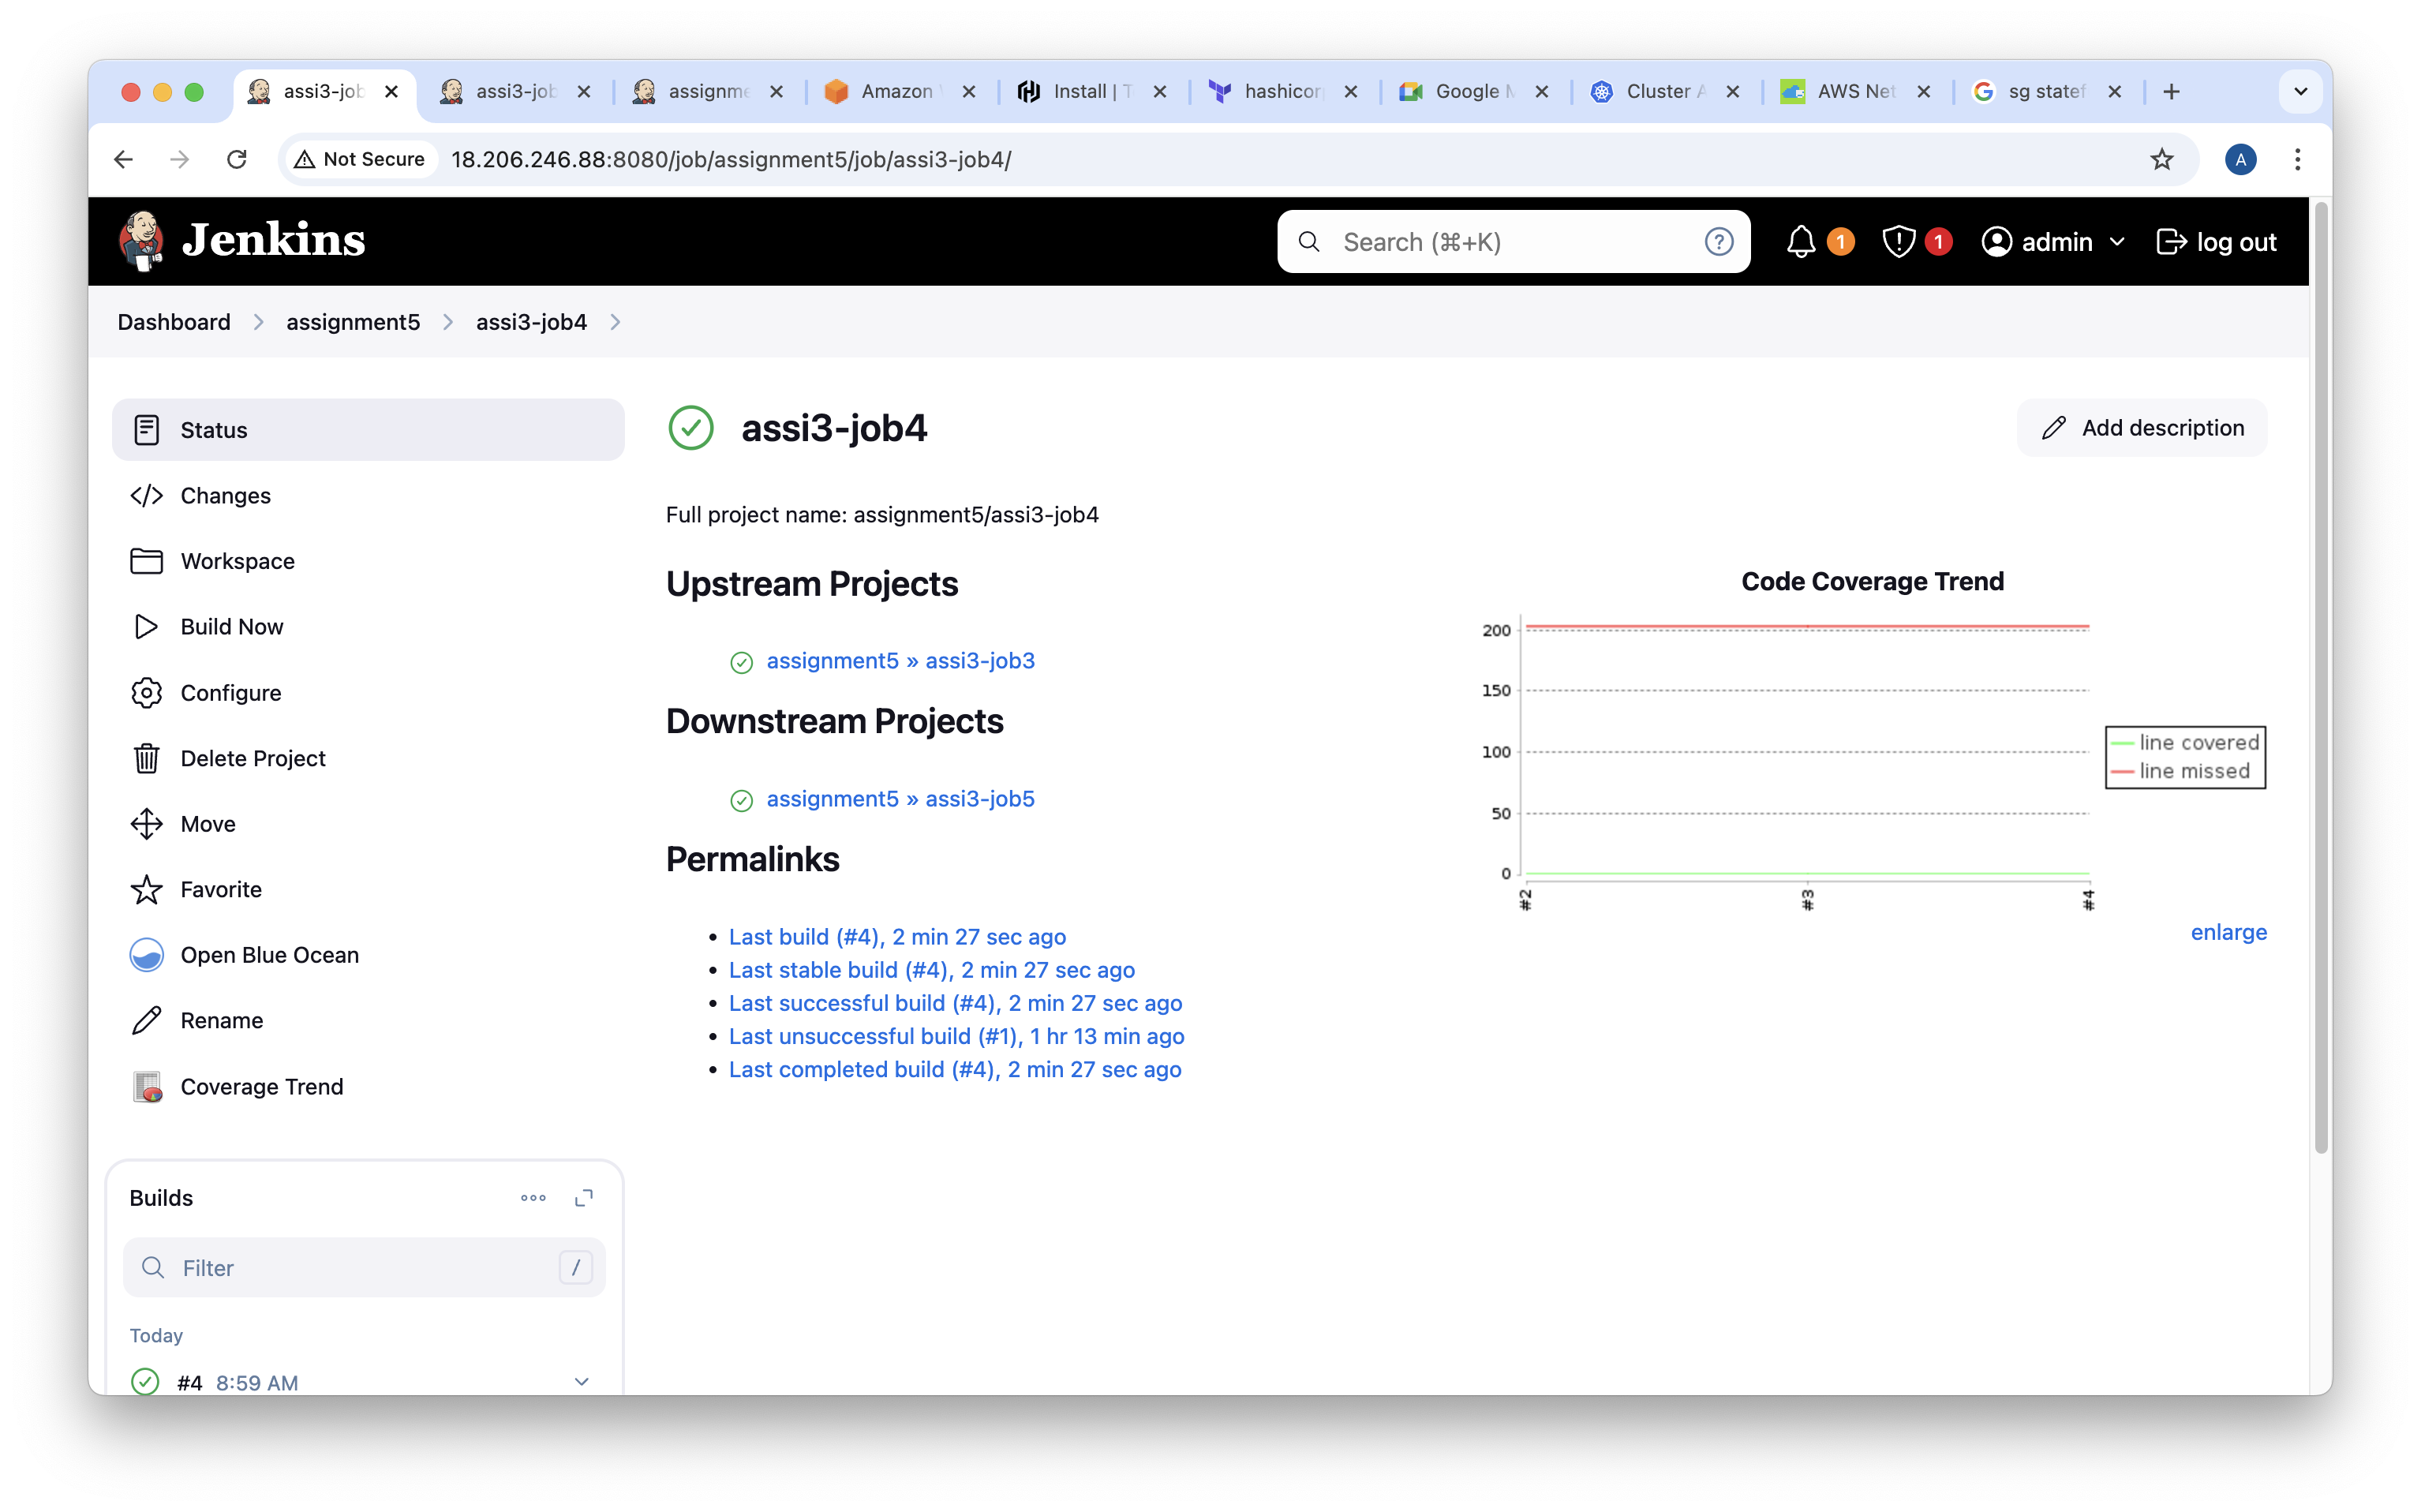 assi3-job
assi3-job
assignme
Amazon
Install | T
hashicorp
Google M
Cluster A
AWS Net
sg statef
Not Secure
18.206.246.88:8080/job/assignment5/job/assi3-job4/
A
Jenkins
Search (⌘+K)
?
1
1
admin
log out
Dashboard
assignment5
assi3-job4
Status
Changes
Workspace
Build Now
Configure
Delete Project
Move
Favorite
Open Blue Ocean
Rename
Coverage Trend
Builds
Filter
/
Today
#4 8:59 AM
assi3-job4
Add description
Full project name: assignment5/assi3-job4
Upstream Projects
assignment5 » assi3-job3
Downstream Projects
assignment5 » assi3-job5
Permalinks
Last build (#4), 2 min 27 sec ago
Last stable build (#4), 2 min 27 sec ago
Last successful build (#4), 2 min 27 sec ago
Last unsuccessful build (#1), 1 hr 13 min ago
Last completed build (#4), 2 min 27 sec ago
Code Coverage Trend
200
150
100
50
0
#2
#3
#4
line covered
line missed
enlarge